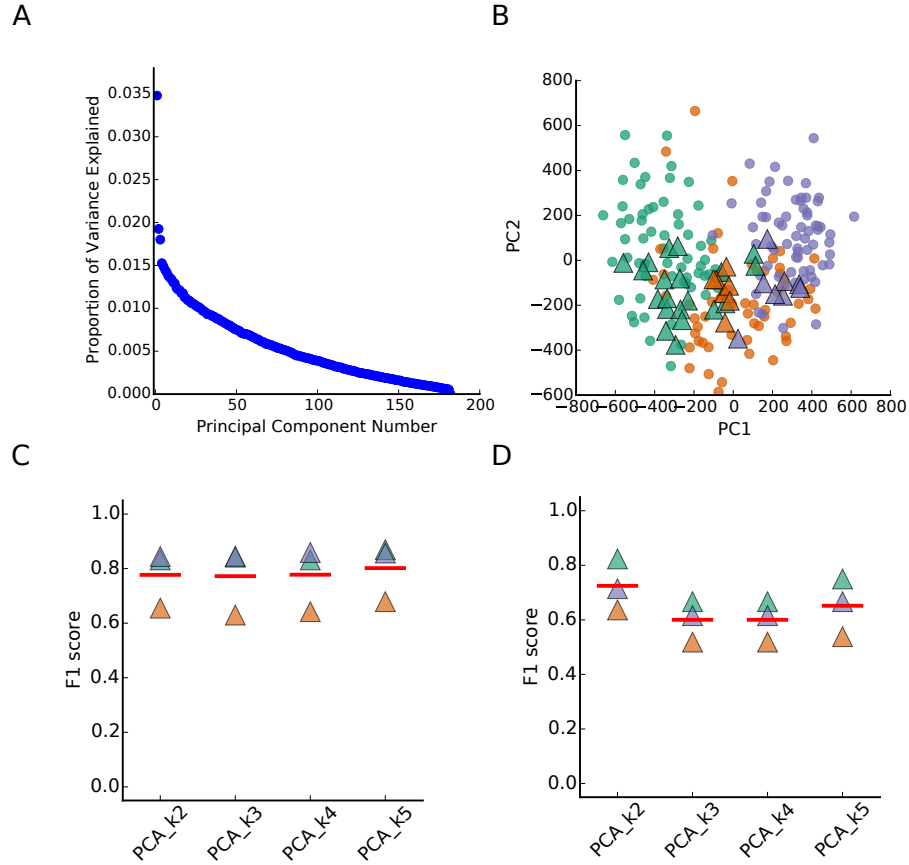 A
B
Proportion of Variance Explained
0.035
0.030
0.025
0.020
0.015
0.010
0.005
0.000
0
50
100
150
200
Principal Component Number
PC2
800
600
400
200
0
−200
−400
−600
−800
−600
−400
−200
0
200
400
600
800
PC1
C
D
F1 score
1.0
0.8
0.6
0.4
0.2
0.0
PCA_k2
PCA_k3
PCA_k4
PCA_k5
F1 score
1.0
0.8
0.6
0.4
0.2
0.0
PCA_k2
PCA_k3
PCA_k4
PCA_k5